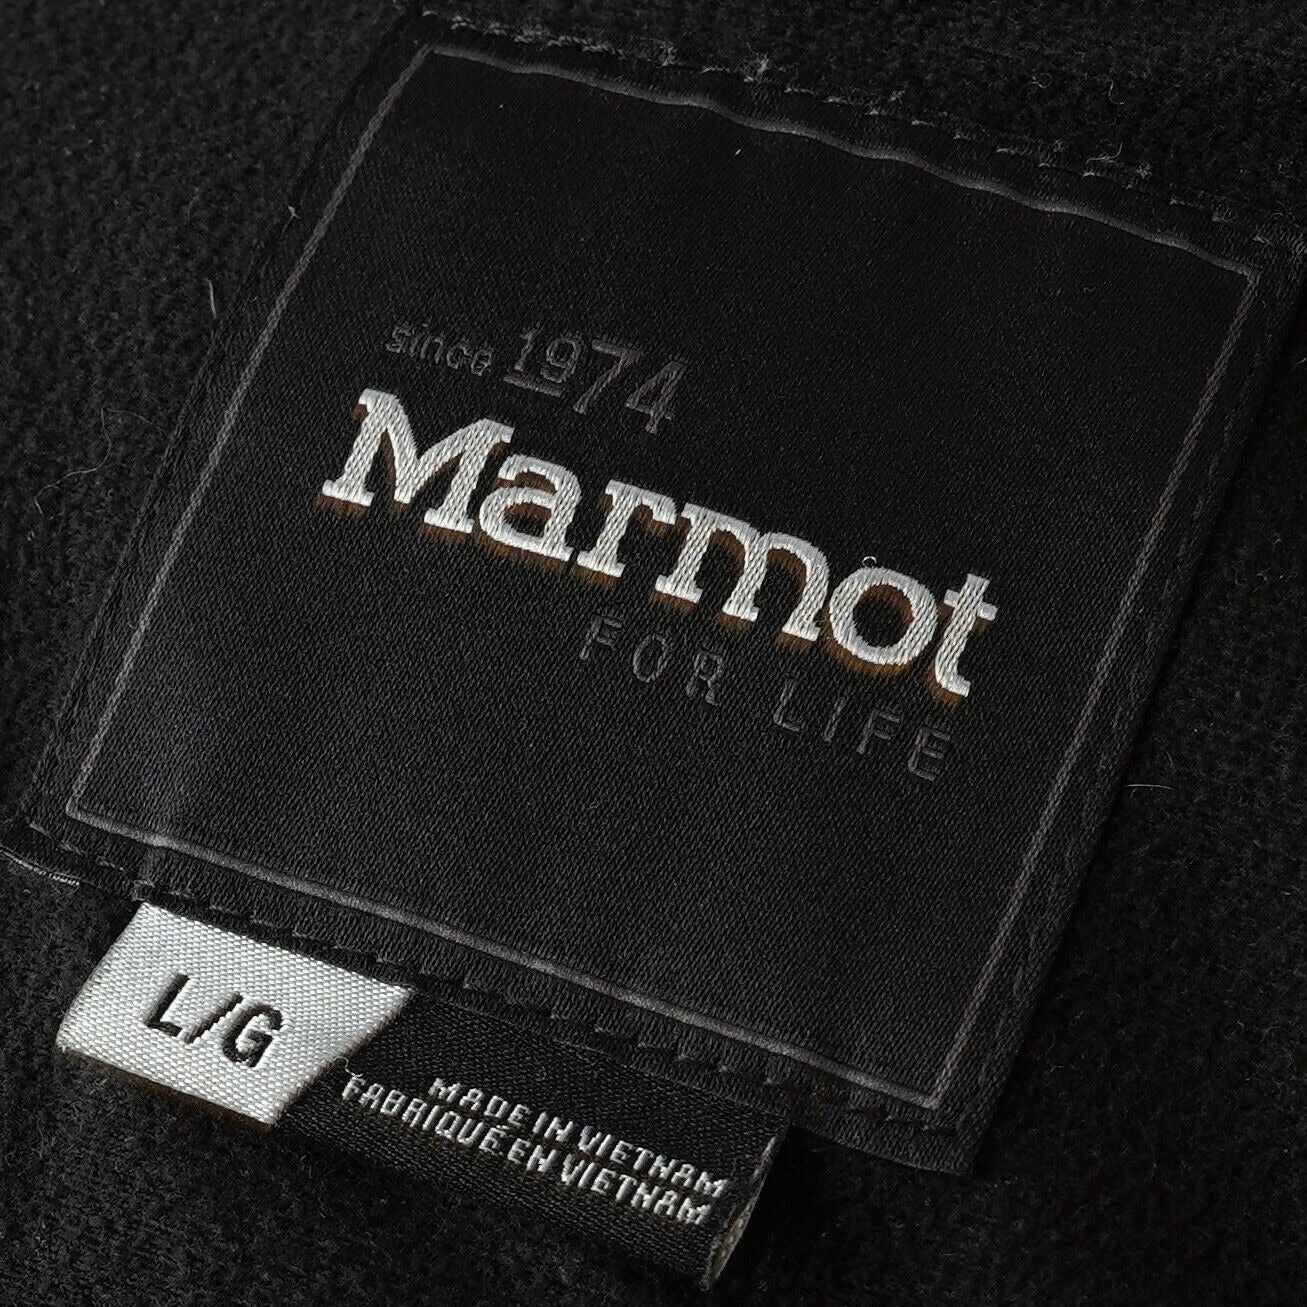 since 1974
Marmot
FOR LIFE
L/G
MADE IN VIETNAM
FABRIQUÉ EN VIETNAM